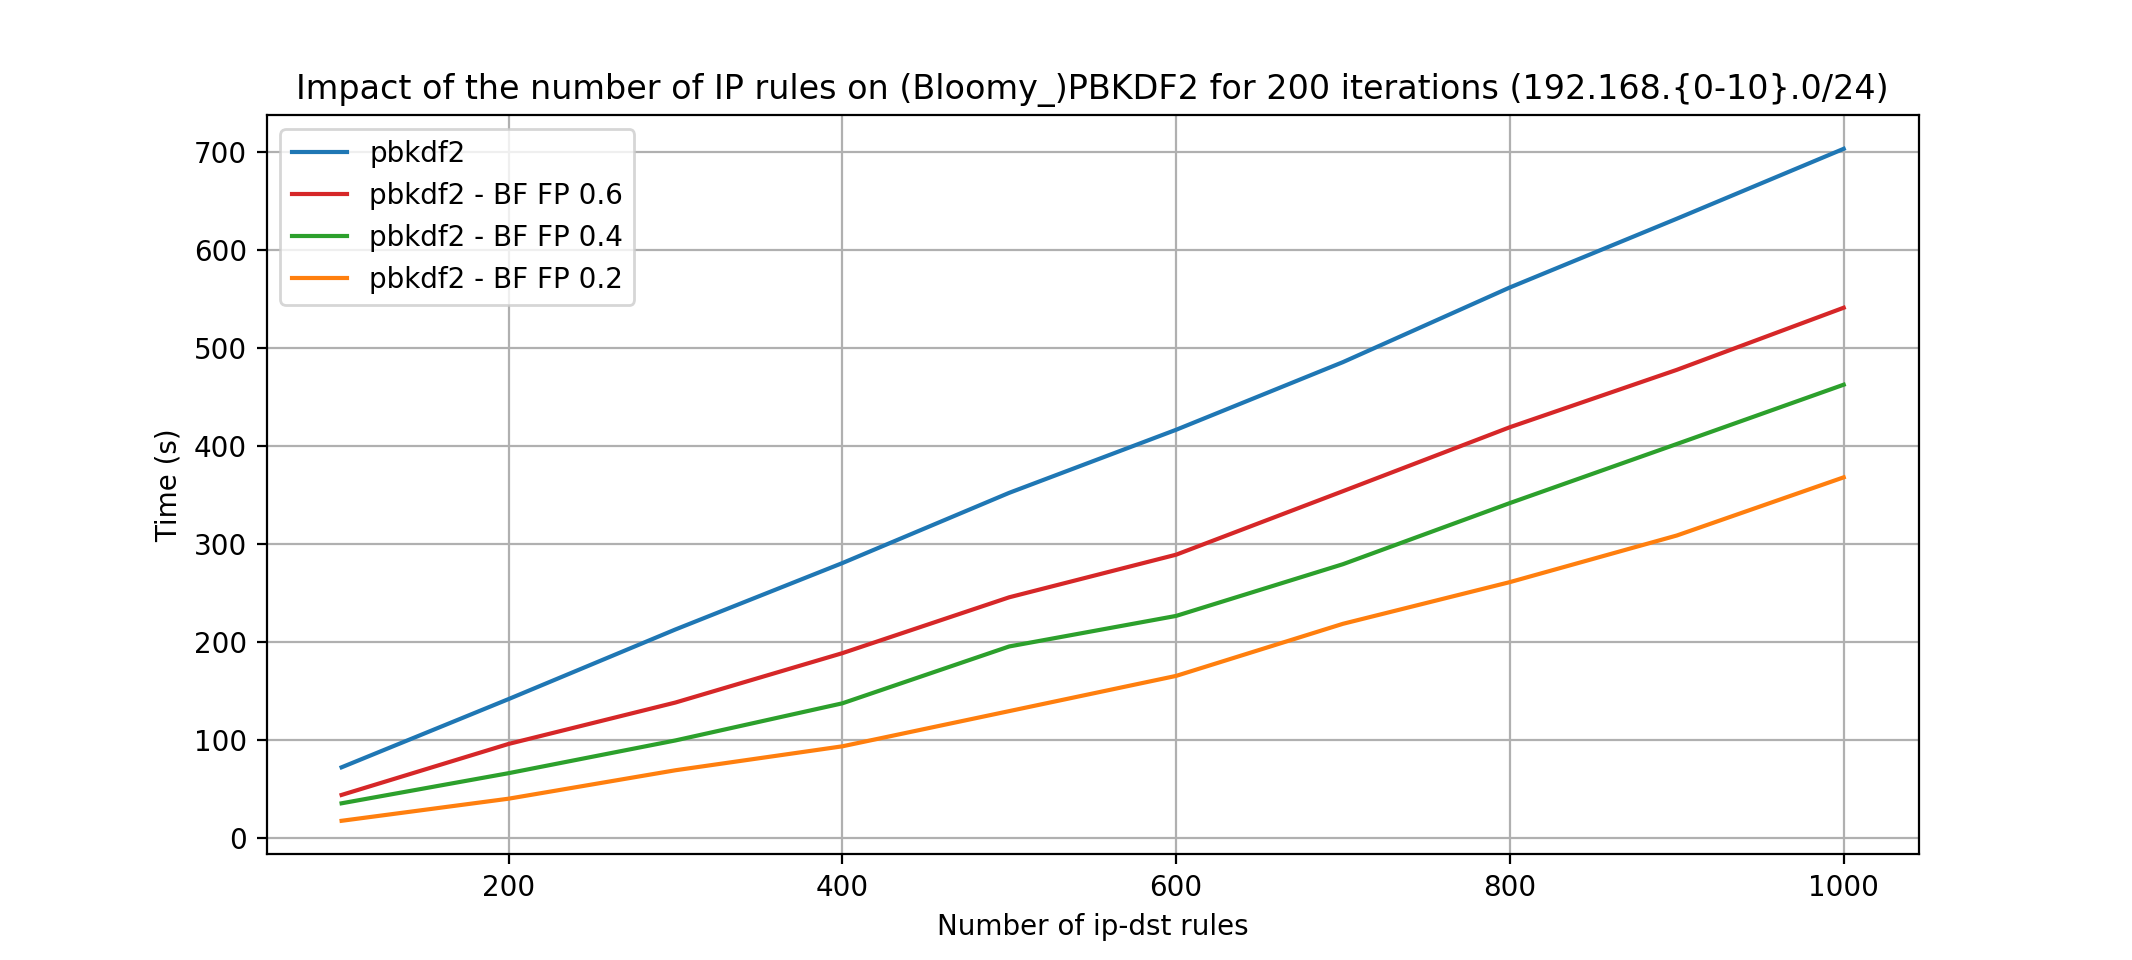 Impact of the number of IP rules on (Bloomy_)PBKDF2 for 200 iterations (192.168.{0-10}.0/24)
pbkdf2
pbkdf2 - BF FP 0.6
pbkdf2 - BF FP 0.4
pbkdf2 - BF FP 0.2
700
600
500
400
300
200
100
0
Time (s)
200 400 600 800 1000
Number of ip-dst rules